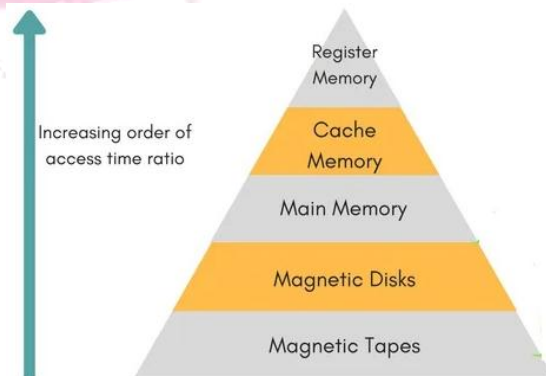 Register
Memory
Increasing order of
access time ratio
Cache
Memory
Main Memory
Magnetic Disks
Magnetic Tapes